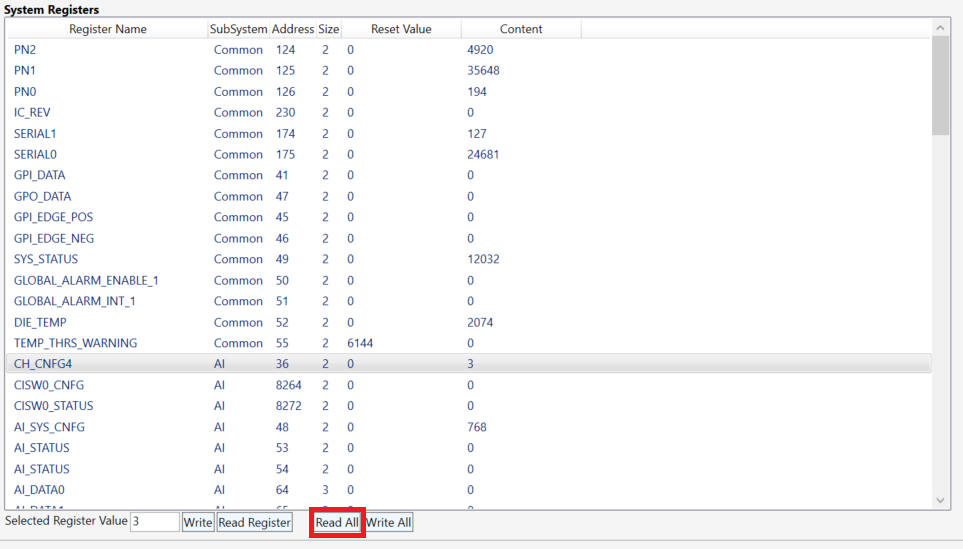 System Registers
Register Name SubSystem Address Size Reset Value Content
PN2 Common 124 2 0 4920
PN1 Common 125 2 0 35648
PN0 Common 126 2 0 194
IC_REV Common 230 2 0 0
SERIAL1 Common 174 2 0 127
SERIAL0 Common 175 2 0 24681
GPI_DATA Common 41 2 0 0
GPO_DATA Common 47 2 0 0
GPI_EDGE_POS Common 45 2 0 0
GPI_EDGE_NEG Common 46 2 0 0
SYS_STATUS Common 49 2 0 12032
GLOBAL_ALARM_ENABLE_1 Common 50 2 0 0
GLOBAL_ALARM_INT_1 Common 51 2 0 0
DIE_TEMP Common 52 2 0 2074
TEMP_THRS_WARNING Common 55 2 6144 0
CH_CNFG4 AI 36 2 0 3
CISW0_CNFG AI 8264 2 0 0
CISW0_STATUS AI 8272 2 0 0
AI_SYS_CNFG AI 48 2 0 768
AI_STATUS AI 53 2 0 0
AI_STATUS AI 54 2 0 0
AI_DATA0 AI 64 3 0 0
Selected Register Value 3 Write Read Register Read All Write All